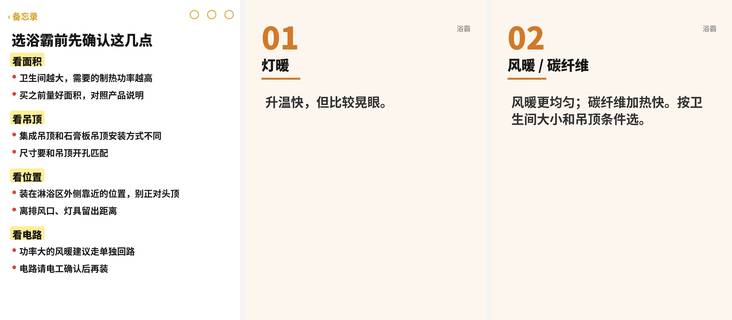 ‹ 备忘录
选浴霸前先确认这几点
看面积
卫生间越大，需要的制热功率越高
买之前量好面积，对照产品说明
看吊顶
集成吊顶和石膏板吊顶安装方式不同
尺寸要和吊顶开孔匹配
看位置
装在淋浴区外侧靠近的位置，别正对头顶
离排风口、灯具留出距离
看电路
功率大的风暖建议走单独回路
电路请电工确认后再装
浴霸
01
灯暖
升温快，但比较晃眼。
浴霸
02
风暖 / 碳纤维
风暖更均匀；碳纤维加热快。按卫
生间大小和吊顶条件选。